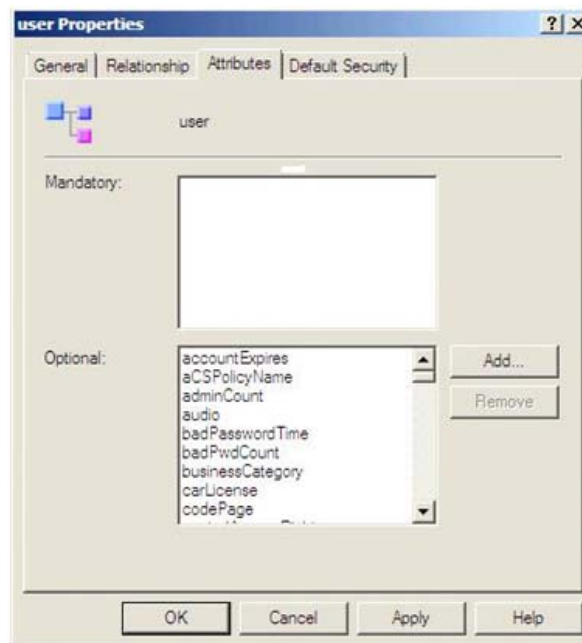 user Properties
General Relationship Attributes Default Security
user
Mandatory:
Optional:
accountExpires
aCSPolicyName
adminCount
audio
badPasswordTime
badPwdCount
businessCategory
carLicense
codePage
Add...
Remove
OK Cancel Apply Help